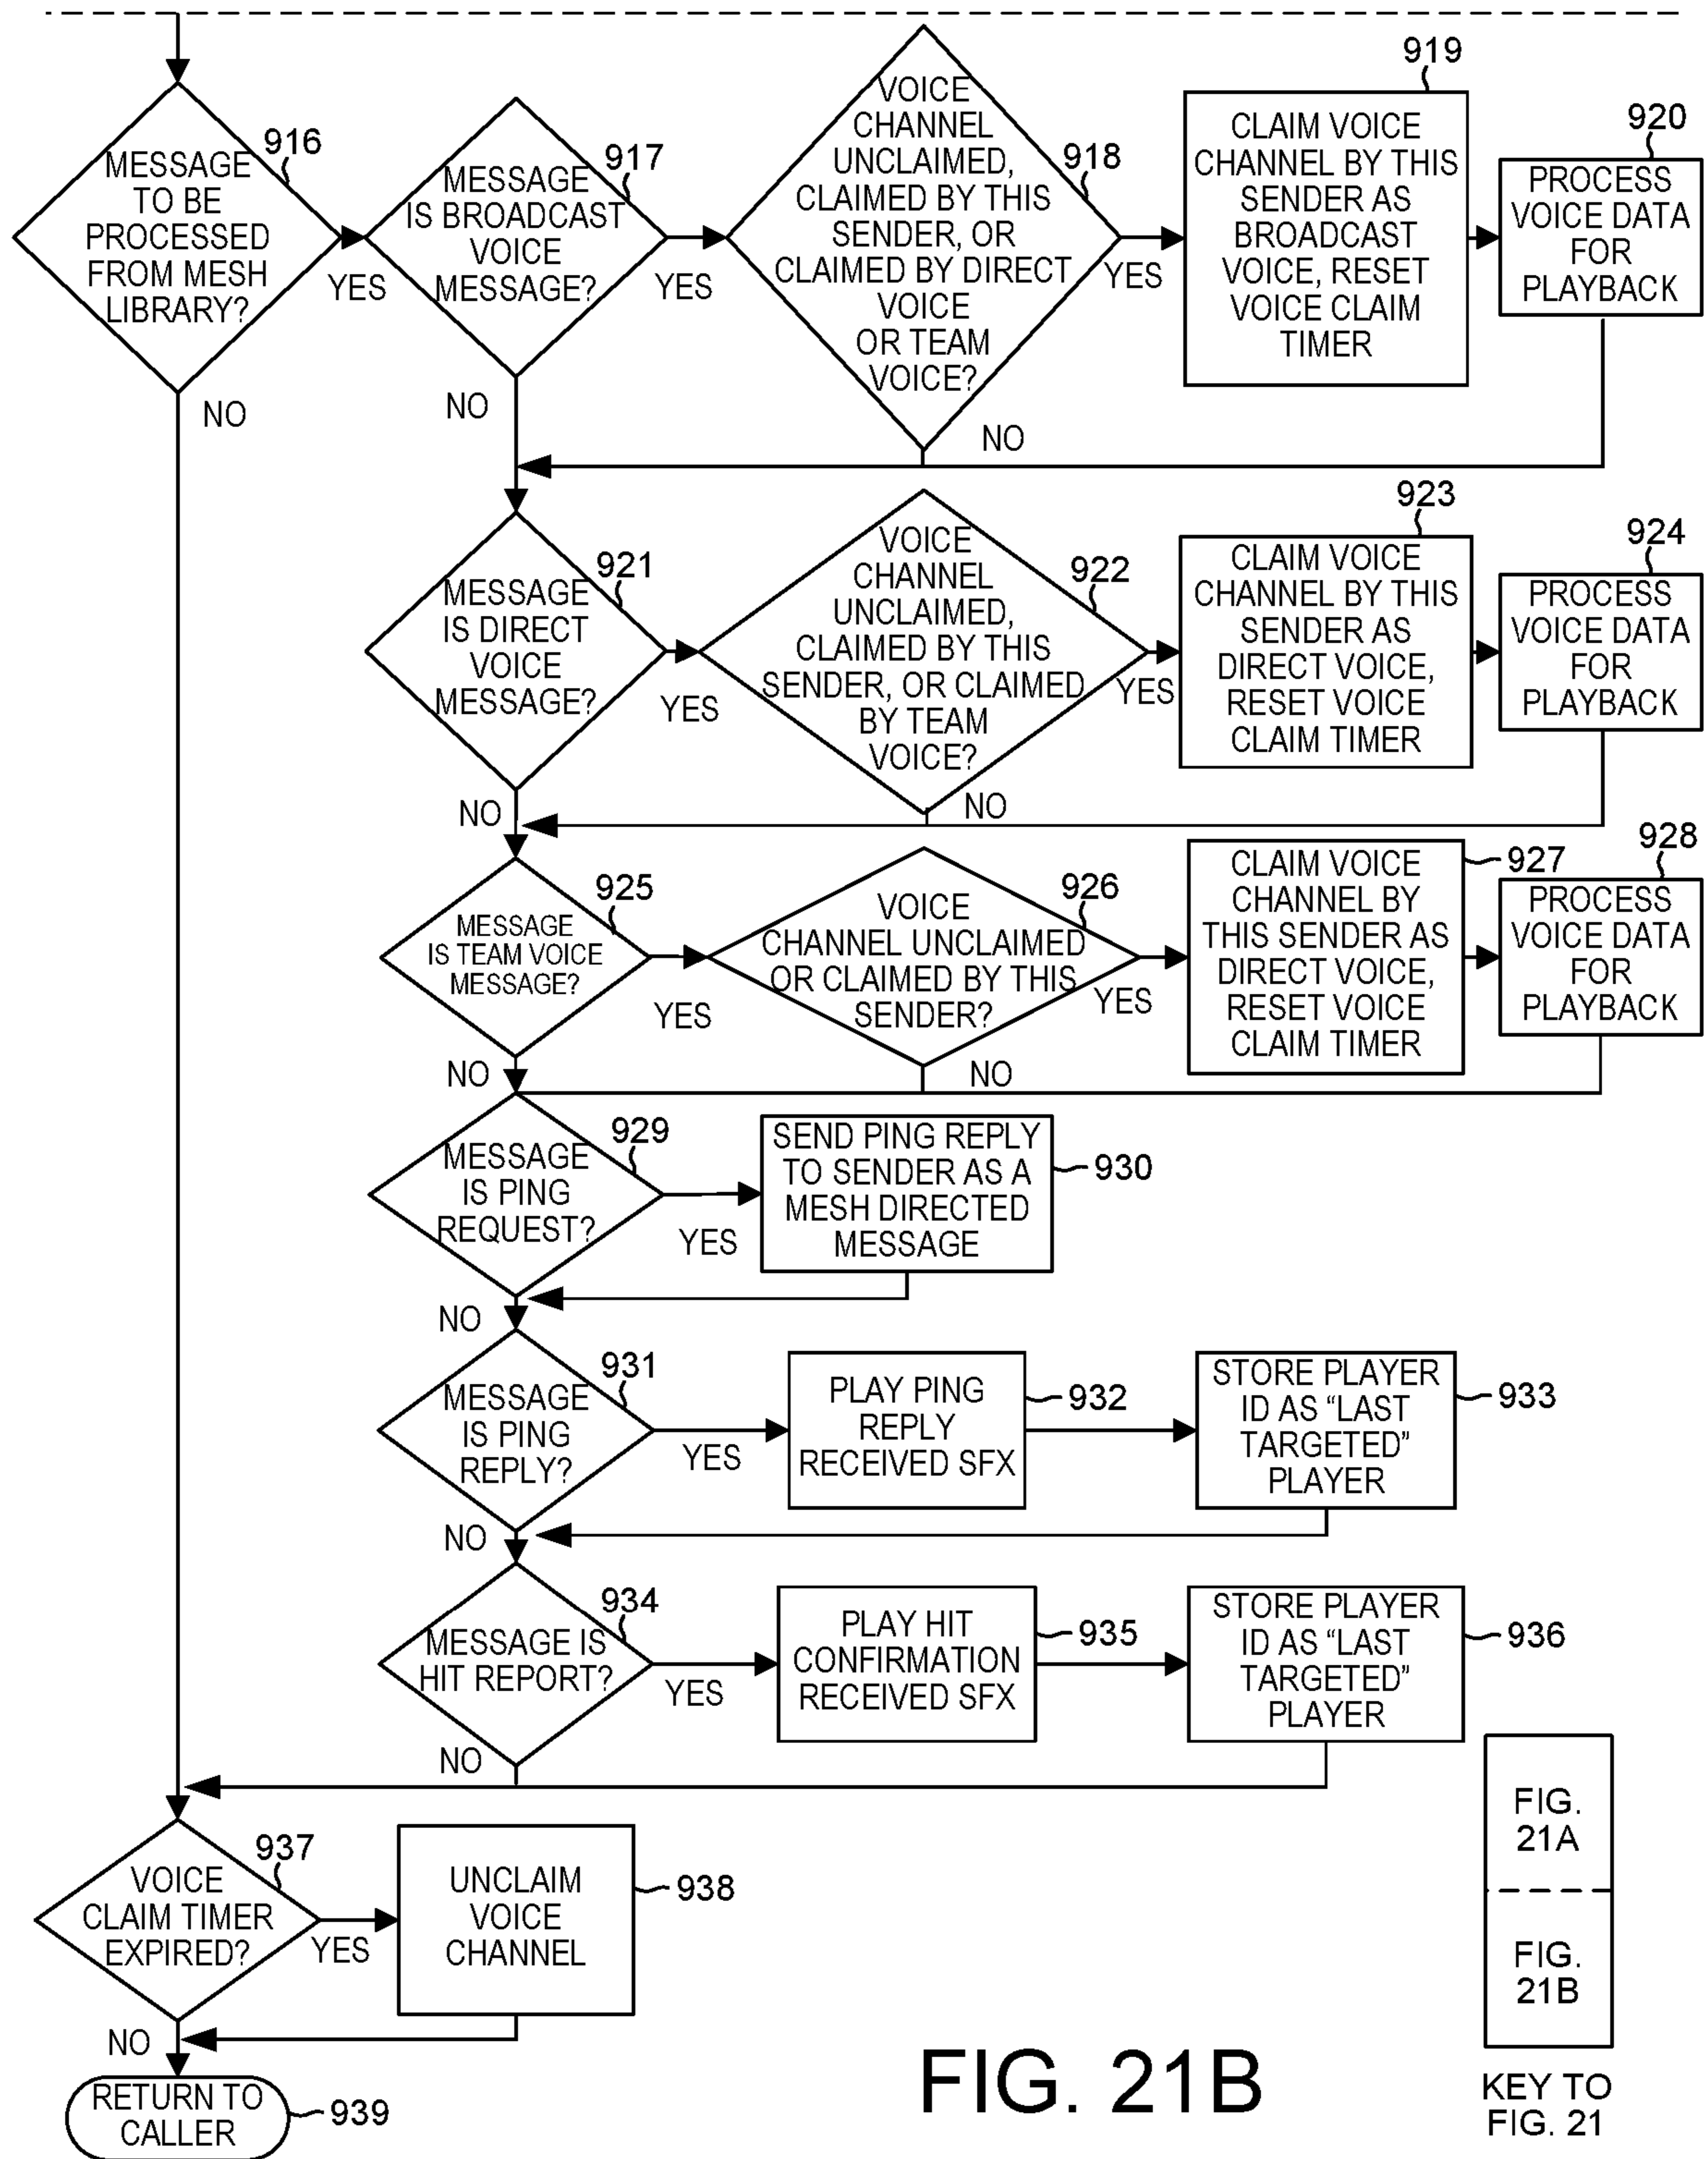 916
MESSAGE
TO BE
PROCESSED
FROM MESH
LIBRARY?
YES
NO
917
MESSAGE
IS BROADCAST
VOICE
MESSAGE?
YES
NO
918
VOICE
CHANNEL
UNCLAIMED,
CLAIMED BY THIS
SENDER, OR
CLAIMED BY DIRECT
VOICE
OR TEAM
VOICE?
YES
NO
919
CLAIM VOICE
CHANNEL BY THIS
SENDER AS
BROADCAST
VOICE, RESET
VOICE CLAIM
TIMER
920
PROCESS
VOICE DATA
FOR
PLAYBACK
921
MESSAGE
IS DIRECT
VOICE
MESSAGE?
YES
NO
922
VOICE
CHANNEL
UNCLAIMED,
CLAIMED BY THIS
SENDER, OR CLAIMED
BY TEAM
VOICE?
YES
NO
923
CLAIM VOICE
CHANNEL BY THIS
SENDER AS
DIRECT VOICE,
RESET VOICE
CLAIM TIMER
924
PROCESS
VOICE DATA
FOR
PLAYBACK
925
MESSAGE
IS TEAM VOICE
MESSAGE?
YES
NO
926
VOICE
CHANNEL UNCLAIMED
OR CLAIMED BY THIS
SENDER?
YES
NO
927
CLAIM VOICE
CHANNEL BY
THIS SENDER AS
DIRECT VOICE,
RESET VOICE
CLAIM TIMER
928
PROCESS
VOICE DATA
FOR
PLAYBACK
929
MESSAGE
IS PING
REQUEST?
YES
NO
SEND PING REPLY
TO SENDER AS A
MESH DIRECTED
MESSAGE
930
931
MESSAGE
IS PING
REPLY?
YES
NO
PLAY PING
REPLY
RECEIVED SFX
932
STORE PLAYER
ID AS “LAST
TARGETED”
PLAYER
933
934
MESSAGE IS
HIT REPORT?
YES
NO
PLAY HIT
CONFIRMATION
RECEIVED SFX
935
STORE PLAYER
ID AS “LAST
TARGETED”
PLAYER
936
937
VOICE
CLAIM TIMER
EXPIRED?
YES
NO
UNCLAIM
VOICE
CHANNEL
938
RETURN TO
CALLER
939
FIG. 21B
FIG.
21A
FIG.
21B
KEY TO
FIG. 21